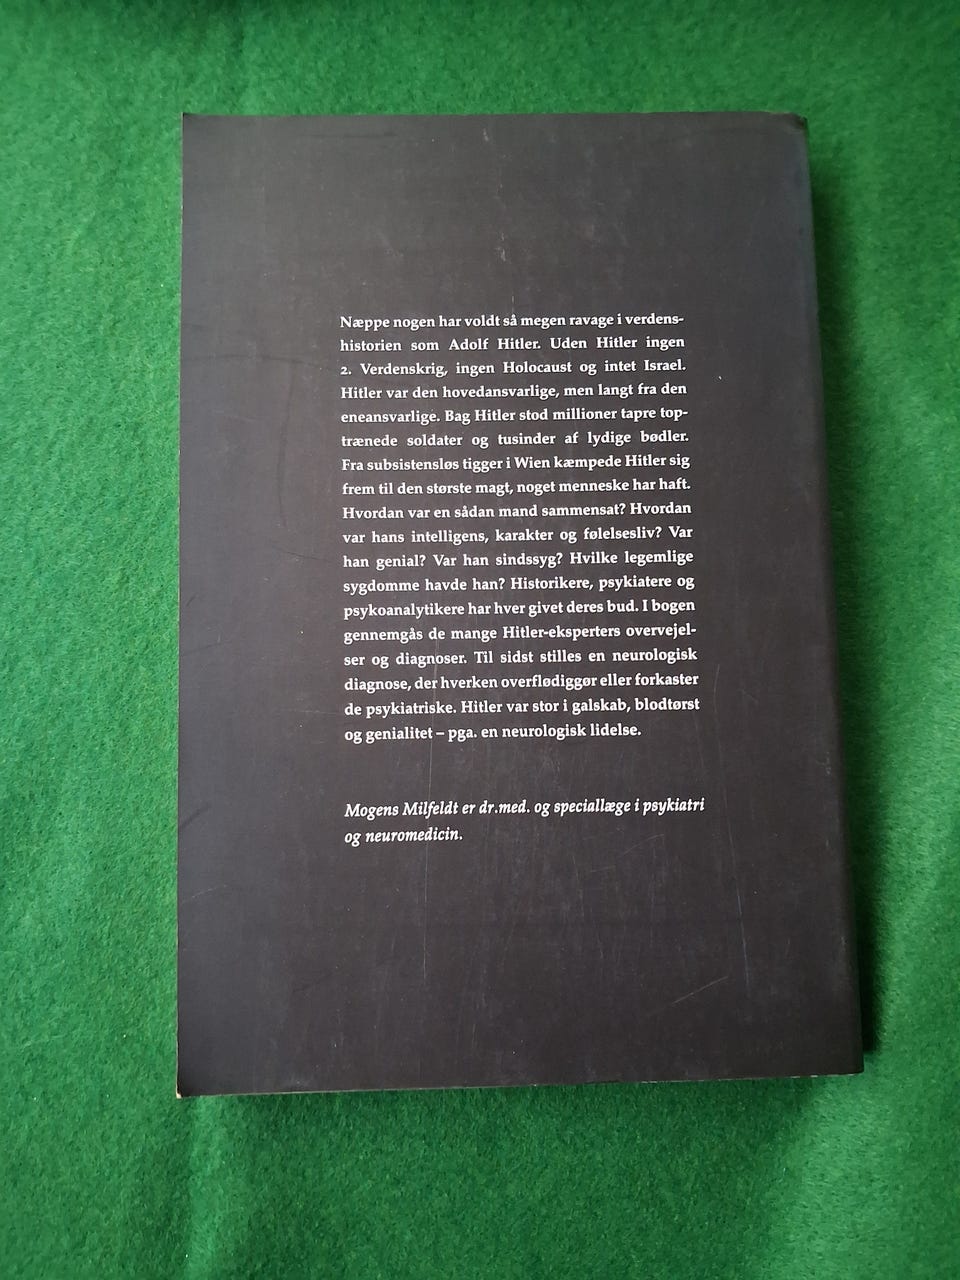 Næppe nogen har voldt så megen ravage i verdens-
historien som Adolf Hitler. Uden Hitler ingen
2. Verdenskrig, ingen Holocaust og intet Israel.
Hitler var den hovedansvarlige, men langt fra den
eneansvarlige. Bag Hitler stod millioner tapre top-
trænede soldater og tusinder af lydige bødler.
Fra subsistensløs tigger i Wien kæmpede Hitler sig
frem til den største magt, noget menneske har haft.
Hvordan var en sådan mand sammensat? Hvordan
var hans intelligens, karakter og følelsesliv? Var
han genial? Var han sindssyg? Hvilke legemlige
sygdomme havde han? Historikere, psykiatere og
psykoanalytikere har hver givet deres bud. I bogen
gennemgås de mange Hitler-eksperters overvejel-
ser og diagnoser. Til sidst stilles en neurologisk
diagnose, der hverken overflødiggør eller forkaster
de psykiatriske. Hitler var stor i galskab, blodtørst
og genialitet – pga. en neurologisk lidelse.
Mogens Milfeldt er dr.med. og speciallæge i psykiatri
og neuromedicin.